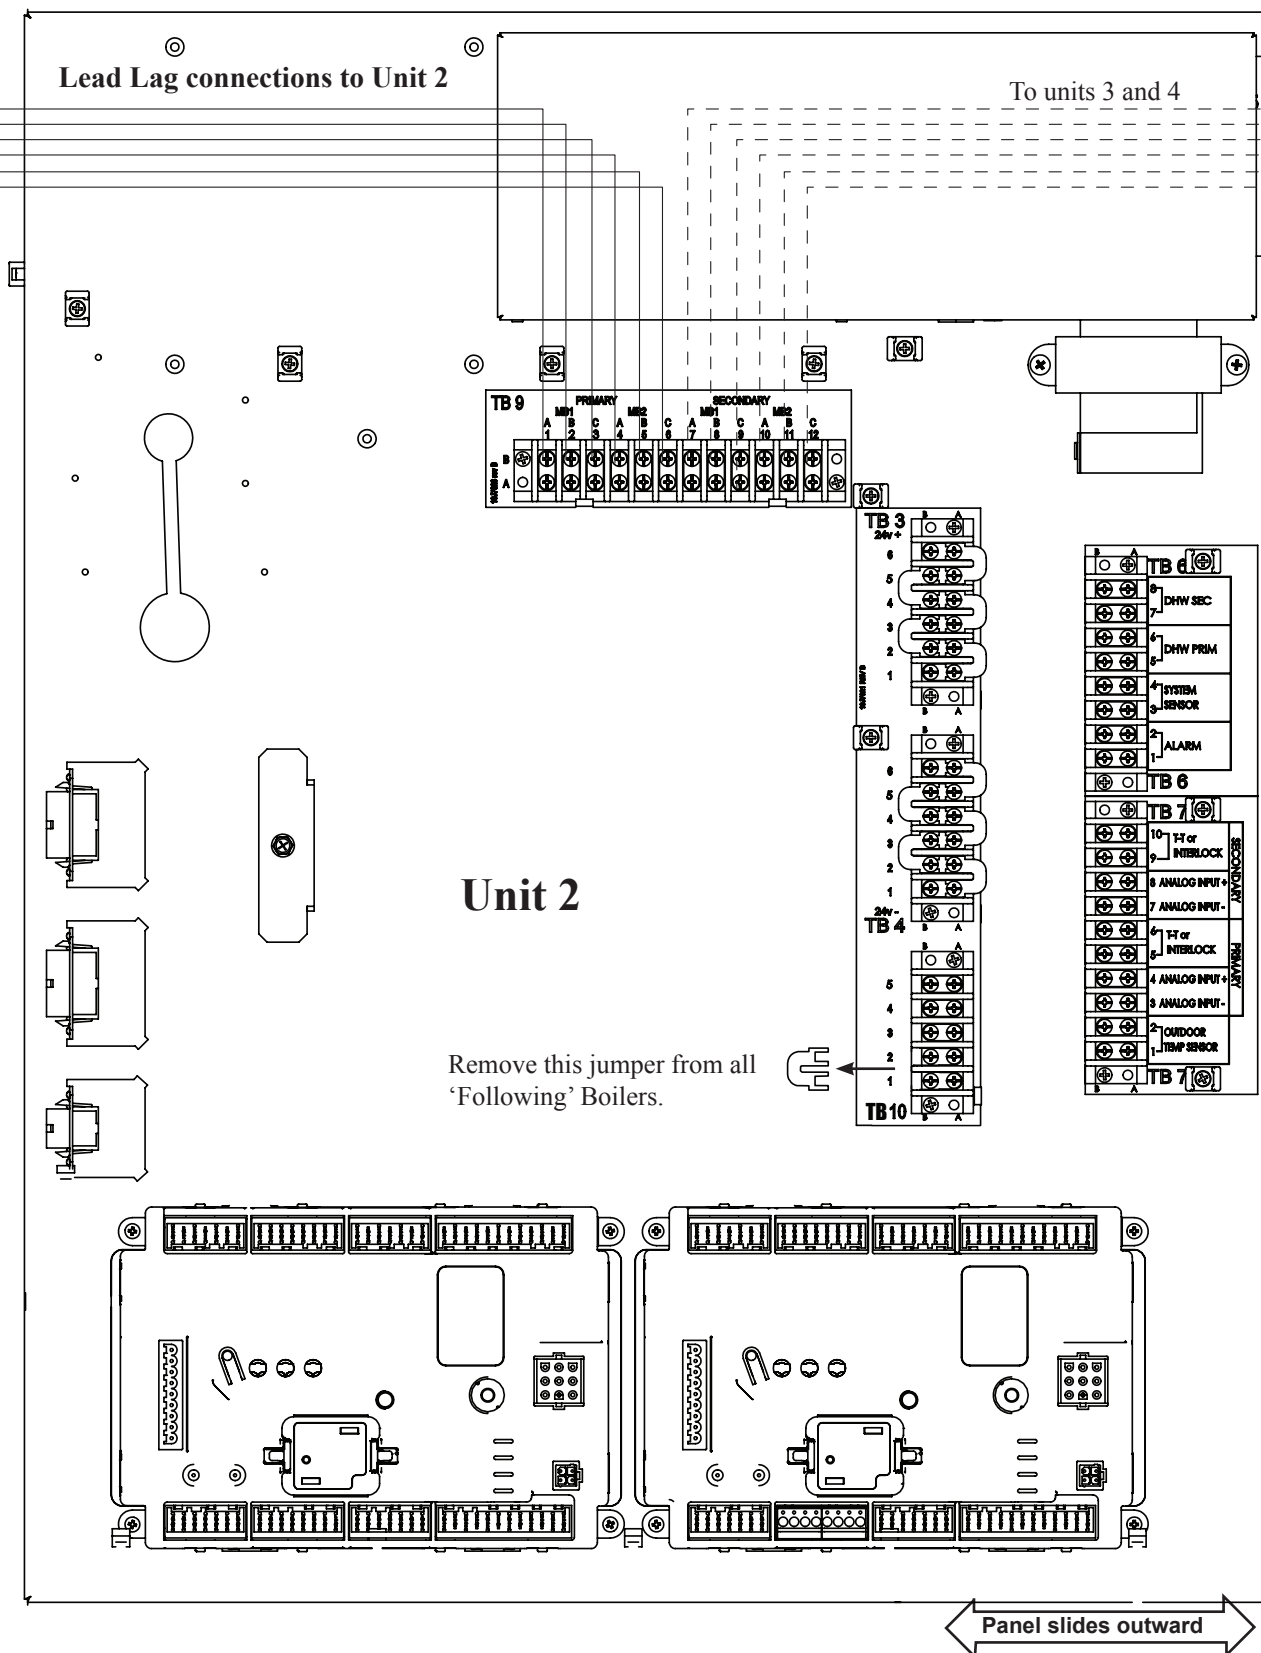 Lead Lag connections to Unit 2
To units 3 and 4
TB 9
PRIMARY SECONDARY
MB1 MB2 MB1 MB2
A B C A B C A B C A B C
1 2 3 4 5 6 7 8 9 10 11 12
B
A
TB 3
24v +
B A
6
5
4
3
2
1
B A
B A
6
5
4
3
2
1
24v -
TB 4
B A
B A
5
4
3
2
1
TB 10
B A
Remove this jumper from all
‘Following’ Boilers.
Unit 2
B A
TB 6
8
7
DHW SEC
6
5
DHW PRIM
4
3
SYSTEM
SENSOR
2
1
ALARM
TB 6
TB 7
10
9
T-T or
INTERLOCK
8 ANALOG INPUT +
7 ANALOG INPUT -
SECONDARY
6
5
T-T or
INTERLOCK
4 ANALOG INPUT +
3 ANALOG INPUT -
PRIMARY
2
1
OUTDOOR
TEMP SENSOR
TB 7
B A
Panel slides outward